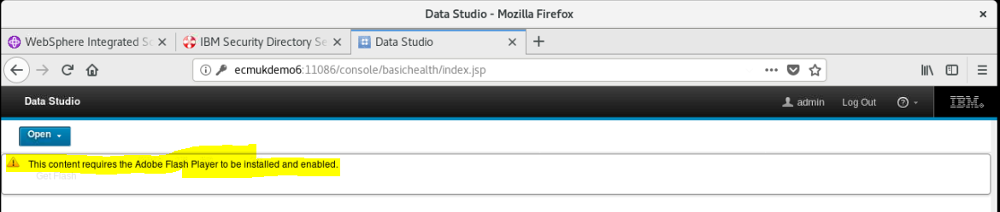 Data Studio - Mozilla Firefox
WebSphere Integrated So
IBM Security Directory Se
Data Studio
ecmukdemo6:11086/console/basichealth/index.jsp
Data Studio
admin
Log Out
IBM
Open
This content requires the Adobe Flash Player to be installed and enabled.
Get Flash